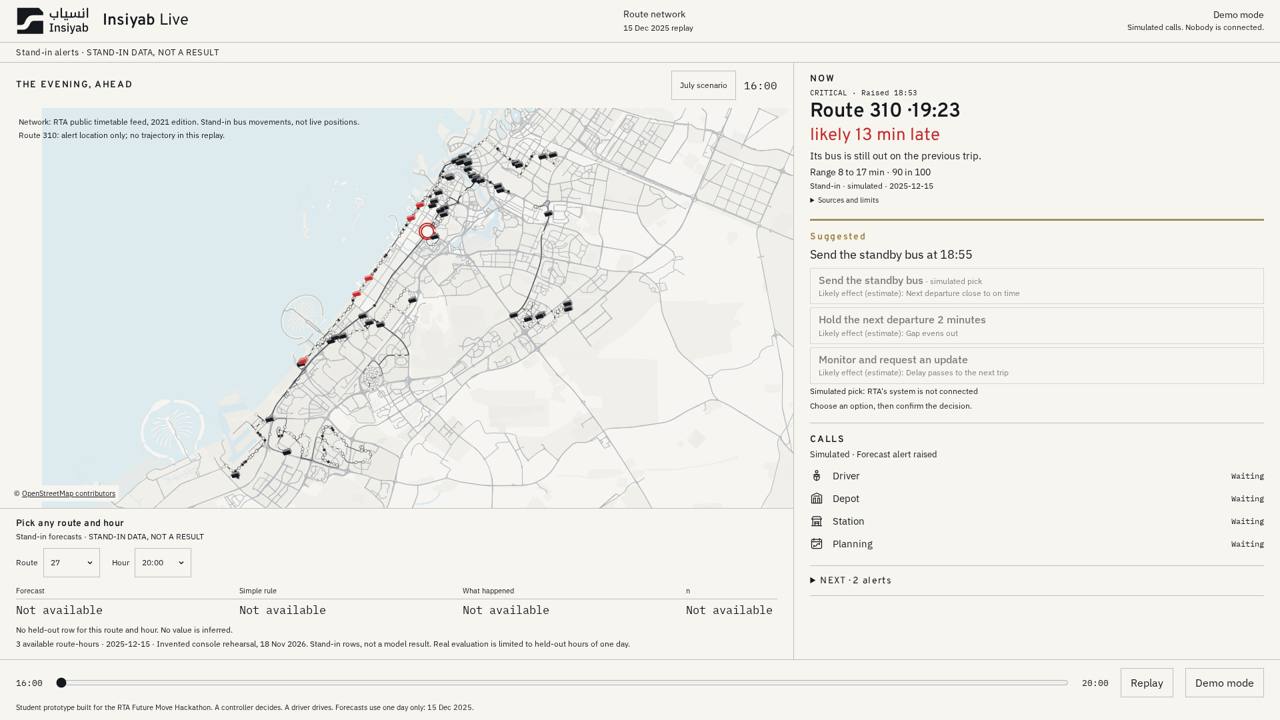 انسياب
Insiyab
Insiyab Live
Route network
15 Dec 2025 replay
Demo mode
Simulated calls. Nobody is connected.
Stand-in alerts · STAND-IN DATA, NOT A RESULT
THE EVENING, AHEAD
July scenario
16:00
Network: RTA public timetable feed, 2021 edition. Stand-in bus movements, not live positions.
Route 310: alert location only; no trajectory in this replay.
© OpenStreetMap contributors
Pick any route and hour
Stand-in forecasts · STAND-IN DATA, NOT A RESULT
Route 27 Hour 20:00
Forecast Simple rule What happened n
Not available Not available Not available Not available
No held-out row for this route and hour. No value is inferred.
3 available route-hours · 2025-12-15 · Invented console rehearsal, 18 Nov 2026. Stand-in rows, not a model result. Real evaluation is limited to held-out hours of one day.
NOW
CRITICAL · Raised 18:53
Route 310 ·19:23
likely 13 min late
Its bus is still out on the previous trip.
Range 8 to 17 min · 90 in 100
Stand-in · simulated · 2025-12-15
▶ Sources and limits
Suggested
Send the standby bus at 18:55
Send the standby bus · simulated pick
Likely effect (estimate): Next departure close to on time
Hold the next departure 2 minutes
Likely effect (estimate): Gap evens out
Monitor and request an update
Likely effect (estimate): Delay passes to the next trip
Simulated pick: RTA's system is not connected
Choose an option, then confirm the decision.
CALLS
Simulated · Forecast alert raised
Driver Waiting
Depot Waiting
Station Waiting
Planning Waiting
▶ NEXT · 2 alerts
16:00
20:00
Replay
Demo mode
Student prototype built for the RTA Future Move Hackathon. A controller decides. A driver drives. Forecasts use one day only: 15 Dec 2025.